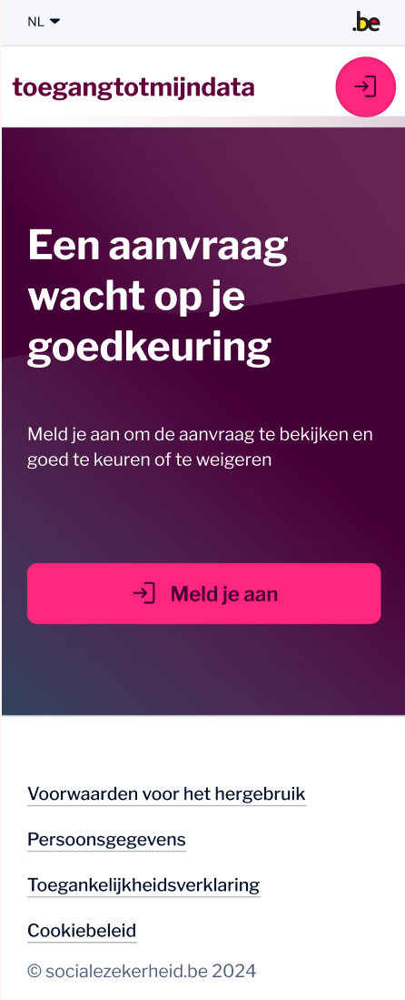 NL
.be
toegangtotmijndata
Een aanvraag
wacht op je
goedkeuring
Meld je aan om de aanvraag te bekijken en
goed te keuren of te weigeren
Meld je aan
Voorwaarden voor het hergebruik
Persoonsgegevens
Toegankelijkheidsverklaring
Cookiebeleid
© socialezekerheid.be 2024